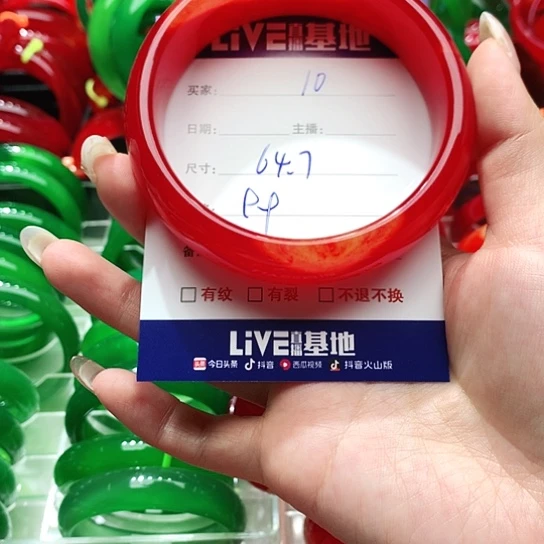 LiVE直播基地
买家: 10
日期: 主播:
尺寸: 64.7
备
□ 有纹 □ 有裂 □ 不退不换
LiVE直播基地
头条 今日头条 抖音 西瓜视频 抖音火山版